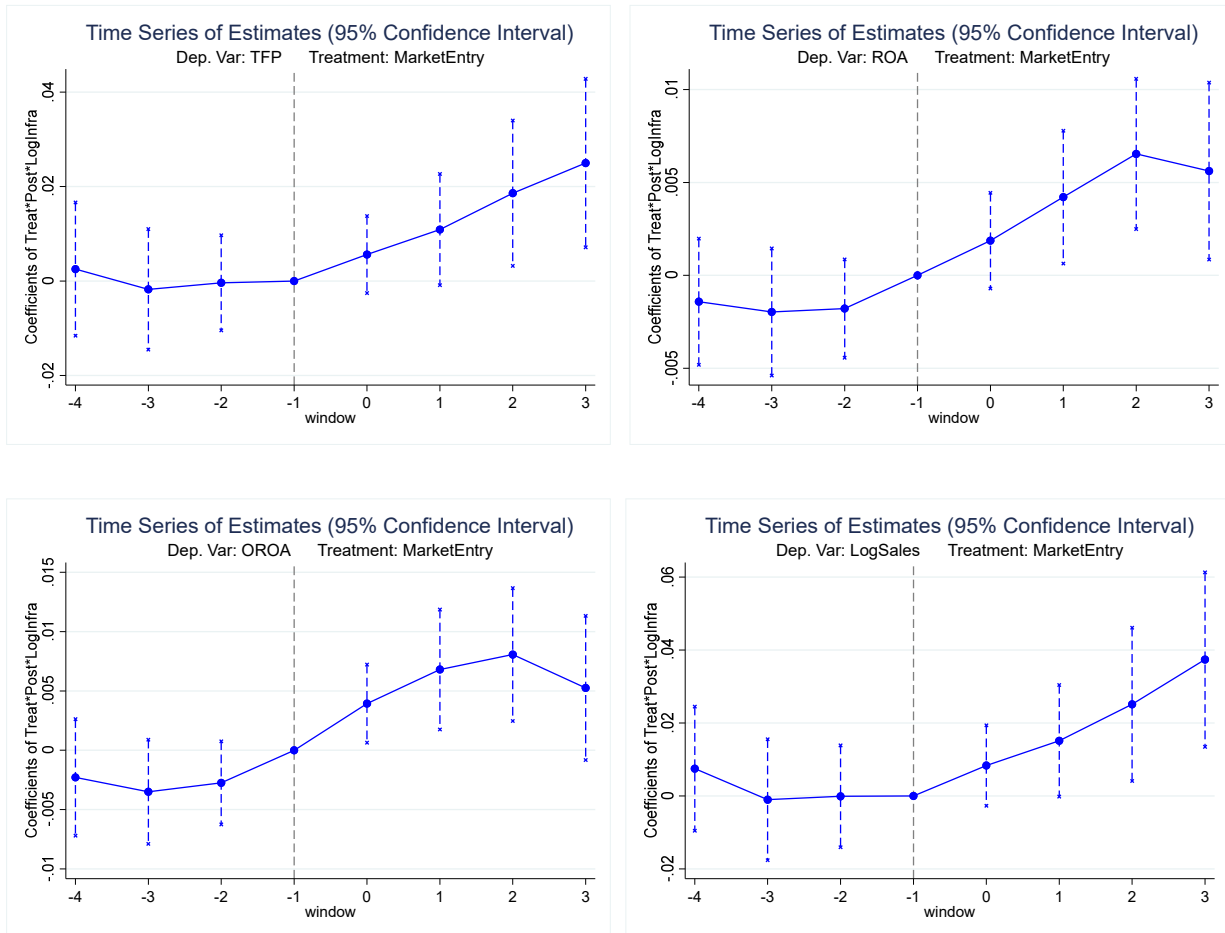 Time Series of Estimates (95% Confidence Interval)
Dep. Var: TFP Treatment: MarketEntry
Coefficients of Treat*Post*LogInfra
.04
.02
0
-.02
-4 -3 -2 -1 0 1 2 3
window
Time Series of Estimates (95% Confidence Interval)
Dep. Var: ROA Treatment: MarketEntry
Coefficients of Treat*Post*LogInfra
.01
.005
0
-.005
-4 -3 -2 -1 0 1 2 3
window
Time Series of Estimates (95% Confidence Interval)
Dep. Var: OROA Treatment: MarketEntry
Coefficients of Treat*Post*LogInfra
.015
.01
.005
0
-.005
-.01
-4 -3 -2 -1 0 1 2 3
window
Time Series of Estimates (95% Confidence Interval)
Dep. Var: LogSales Treatment: MarketEntry
Coefficients of Treat*Post*LogInfra
.06
.04
.02
0
-.02
-4 -3 -2 -1 0 1 2 3
window